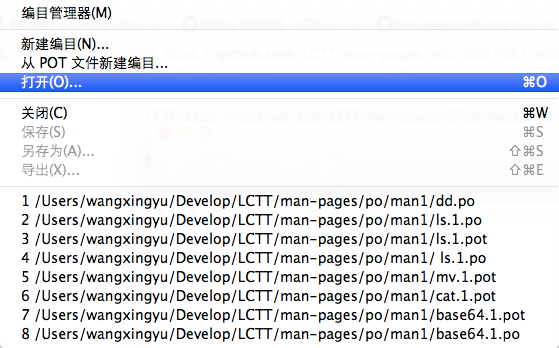 编目管理器(M)
新建编目(N)...
从 POT 文件新建编目...
打开(O)... ⌘O
关闭(C) ⌘W
保存(S) ⌘S
另存为(A)... ⇧⌘S
导出(X)... ⇧⌘E
1 /Users/wangxingyu/Develop/LCTT/man-pages/po/man1/dd.po
2 /Users/wangxingyu/Develop/LCTT/man-pages/po/man1/ls.1.po
3 /Users/wangxingyu/Develop/LCTT/man-pages/po/man1/ls.1.pot
4 /Users/wangxingyu/Develop/LCTT/man-pages/po/man1/ ls.1.po
5 /Users/wangxingyu/Develop/LCTT/man-pages/po/man1/mv.1.pot
6 /Users/wangxingyu/Develop/LCTT/man-pages/po/man1/cat.1.pot
7 /Users/wangxingyu/Develop/LCTT/man-pages/po/man1/base64.1.pot
8 /Users/wangxingyu/Develop/LCTT/man-pages/po/man1/base64.1.po